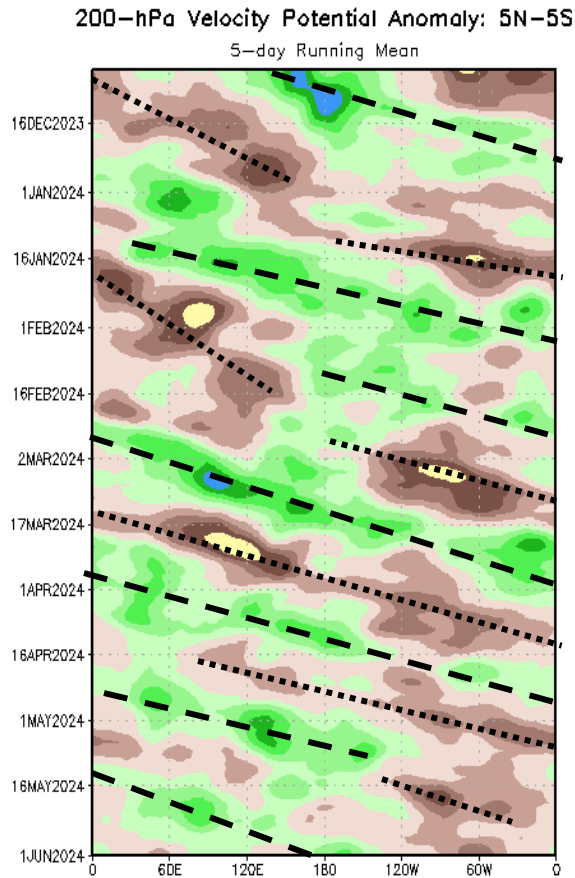 200-hPa Velocity Potential Anomaly: 5N-5S
5-day Running Mean
16DEC2023
1JAN2024
16JAN2024
1FEB2024
16FEB2024
2MAR2024
17MAR2024
1APR2024
16APR2024
1MAY2024
16MAY2024
1JUN2024
0 60E 120E 180 120W 60W 0